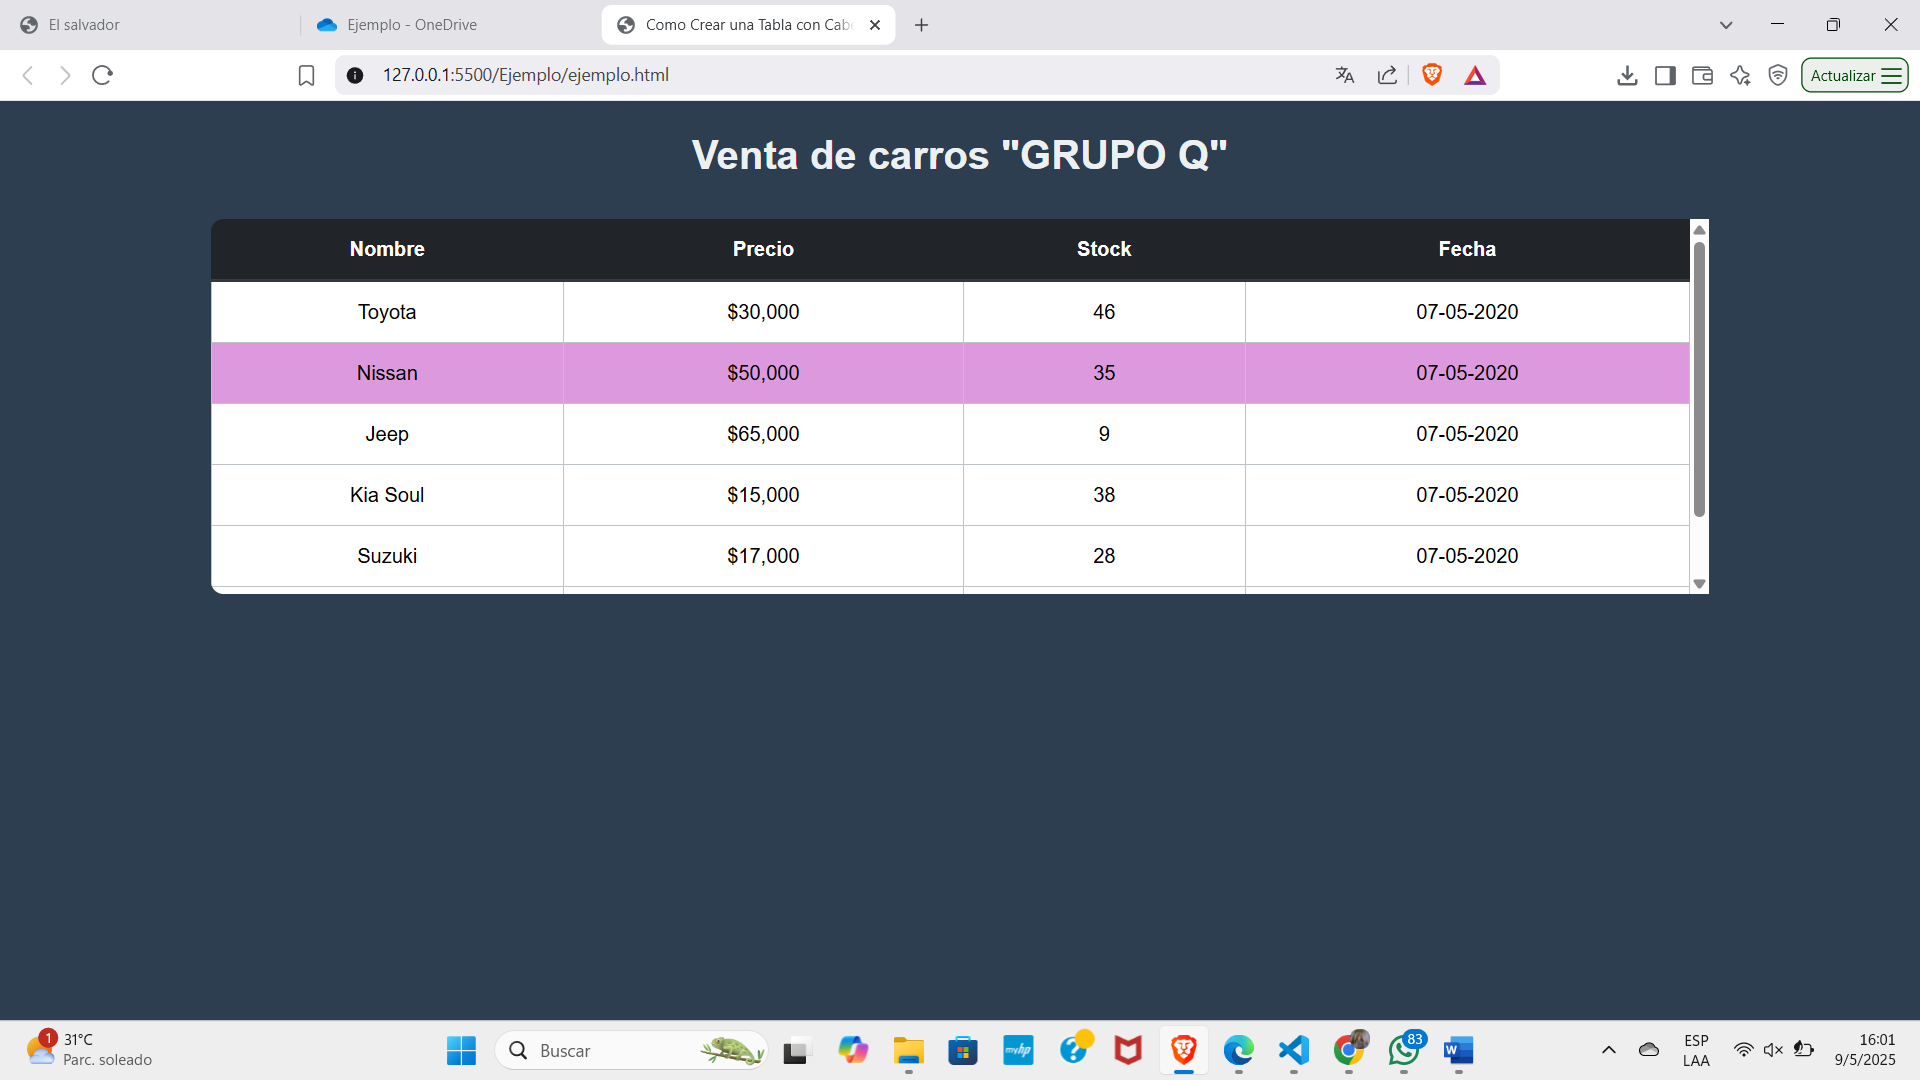 El salvador
Ejemplo - OneDrive
Como Crear una Tabla con Cab
127.0.0.1:5500/Ejemplo/ejemplo.html
Actualizar
Venta de carros "GRUPO Q"
Nombre Precio Stock Fecha
Toyota $30,000 46 07-05-2020
Nissan $50,000 35 07-05-2020
Jeep $65,000 9 07-05-2020
Kia Soul $15,000 38 07-05-2020
Suzuki $17,000 28 07-05-2020
1
31°C
Parc. soleado
Buscar
myhp
83
W
ESP
LAA
16:01
9/5/2025